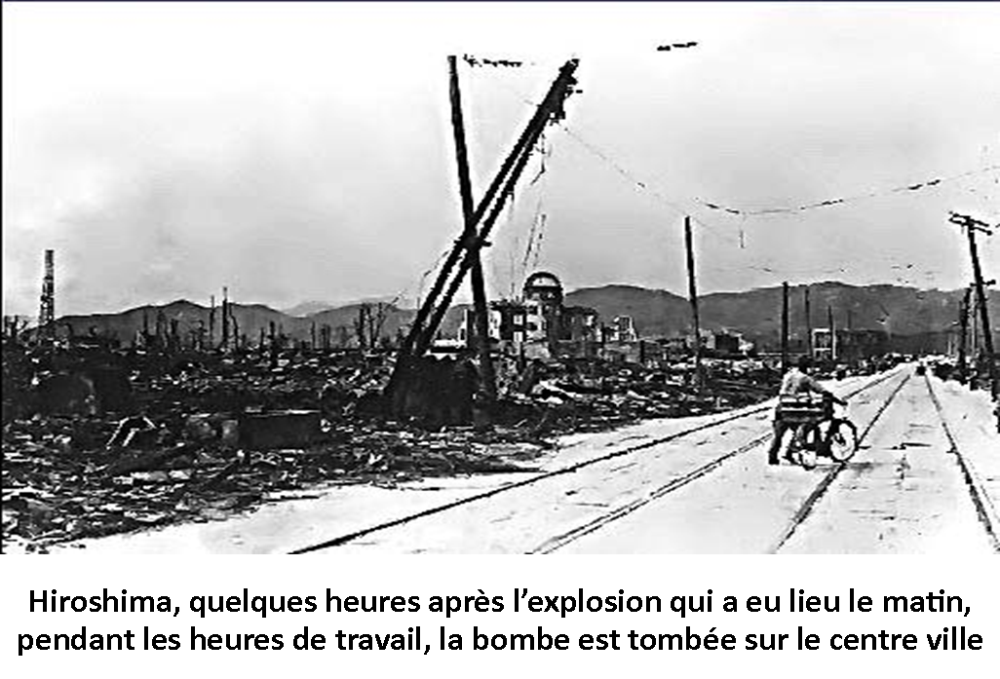 Hiroshima, quelques heures après l’explosion qui a eu lieu le matin,
pendant les heures de travail, la bombe est tombée sur le centre ville